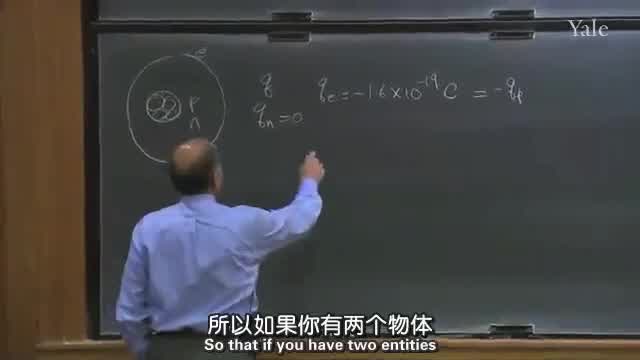 Yale
e
P
n
q
q_n = 0
q_e = -1.6 × 10^-19 C = -q_p
所以如果你有两个物体
So that if you have two entities